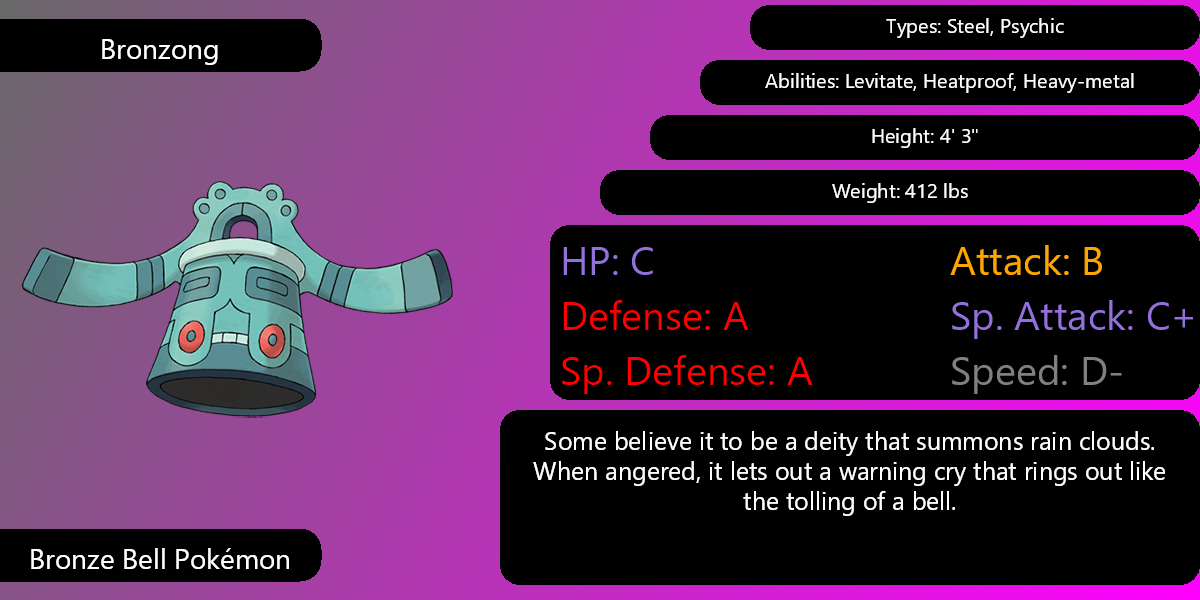 Bronzong
Types: Steel, Psychic
Abilities: Levitate, Heatproof, Heavy-metal
Height: 4' 3"
Weight: 412 lbs
HP: C
Attack: B
Defense: A
Sp. Attack: C+
Sp. Defense: A
Speed: D-
Some believe it to be a deity that summons rain clouds.
When angered, it lets out a warning cry that rings out like
the tolling of a bell.
Bronze Bell Pokémon